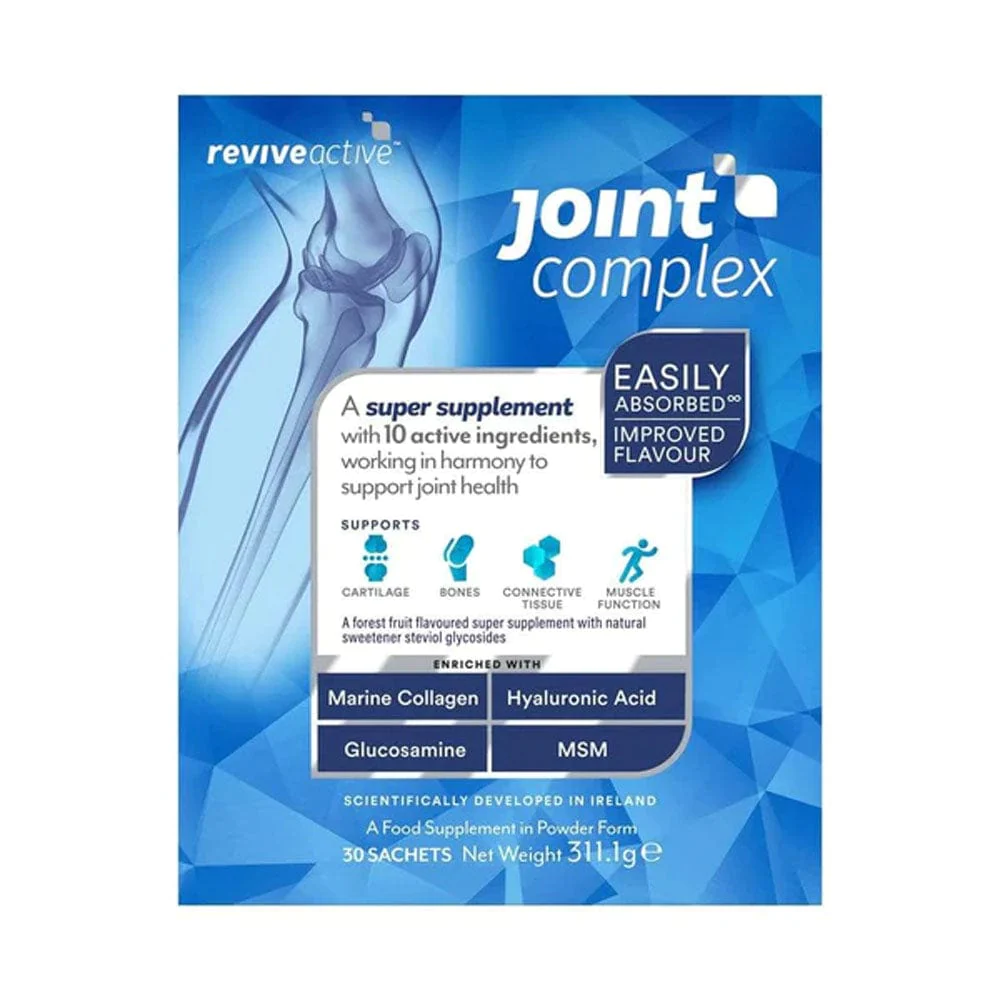 reviveactive™
joint
complex
EASILY
ABSORBED∞
IMPROVED
FLAVOUR
A super supplement
with 10 active ingredients,
working in harmony to
support joint health
SUPPORTS
CARTILAGE
BONES
CONNECTIVE
TISSUE
MUSCLE
FUNCTION
A forest fruit flavoured super supplement with natural
sweetener steviol glycosides
ENRICHED WITH
Marine Collagen
Hyaluronic Acid
Glucosamine
MSM
SCIENTIFICALLY DEVELOPED IN IRELAND
A Food Supplement in Powder Form
30 SACHETS Net Weight 311.1g℮